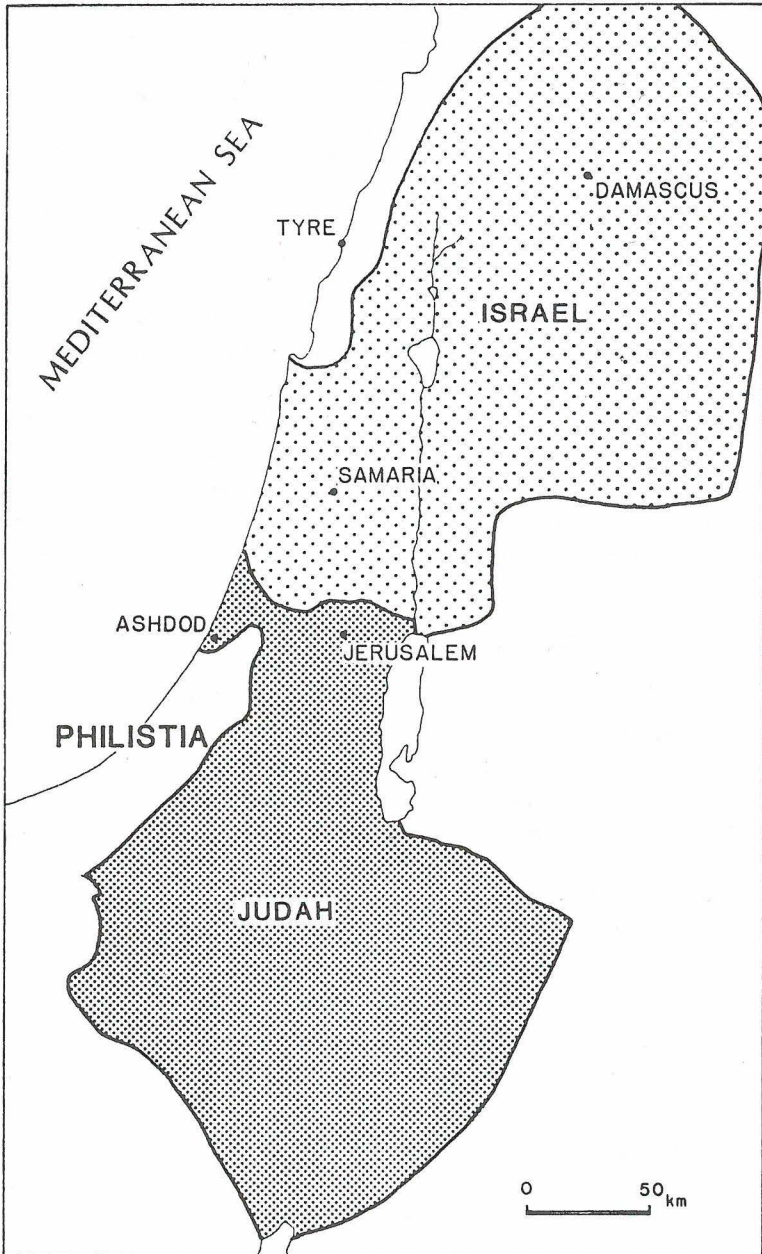 MEDITERRANEAN SEA
DAMASCUS
TYRE
ISRAEL
SAMARIA
ASHDOD
JERUSALEM
PHILISTIA
JUDAH
0 50 km